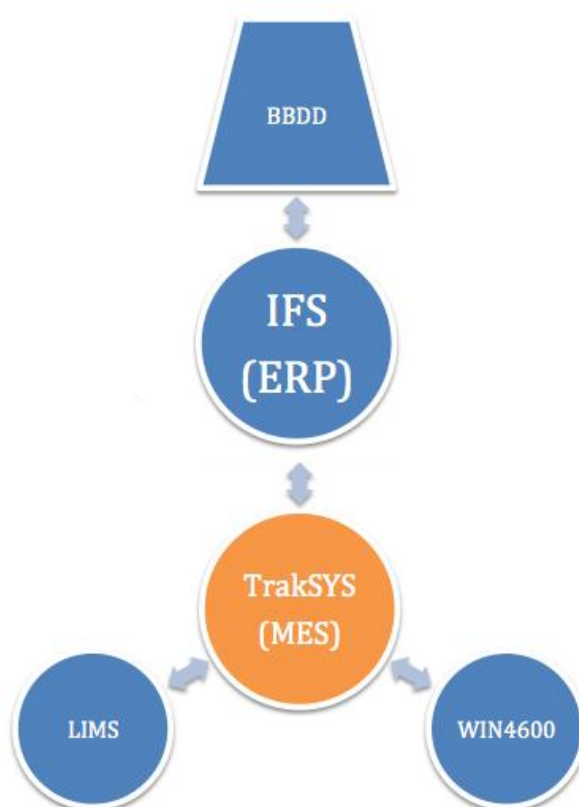 BBDD
IFS
(ERP)
TrakSYS
(MES)
LIMS
WIN4600